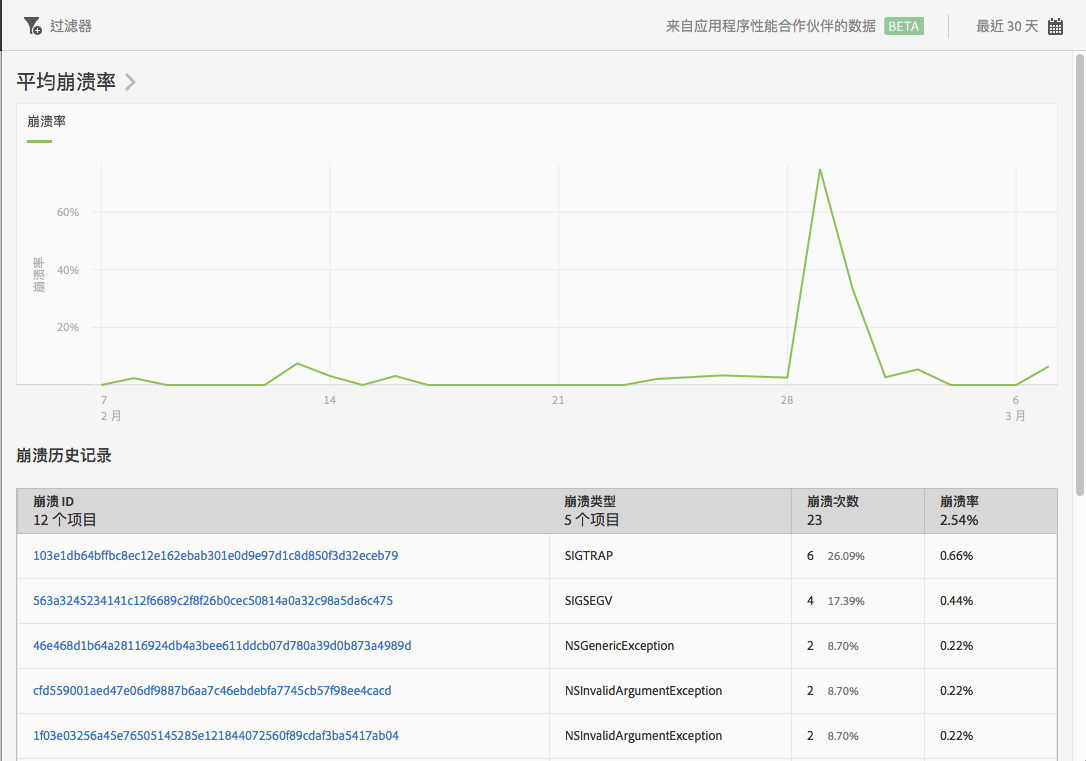 过滤器
来自应用程序性能合作伙伴的数据 BETA
最近 30 天
平均崩溃率
崩溃率
崩溃率
60%
40%
20%
7 14 21 28 6
2 月 3 月
崩溃历史记录
崩溃 ID 崩溃类型 崩溃次数 崩溃率
12 个项目 5 个项目 23 2.54%
103e1db64bffbc8ec12e162ebab301e0d9e97d1c8d850f3d32eceb79 SIGTRAP 6 26.09% 0.66%
563a3245234141c12f6689c2f8f26b0cec50814a0a32c98a5da6c475 SIGSEGV 4 17.39% 0.44%
46e468d1b64a28116924db4a3bee611ddcb07d780a39d0b873a4989d NSGenericException 2 8.70% 0.22%
cfd559001aed47e06df9887b6aa7c46ebdebfa7745cb57f98ee4cacd NSInvalidArgumentException 2 8.70% 0.22%
1f03e03256a45e76505145285e121844072560f89cdaf3ba5417ab04 NSInvalidArgumentException 2 8.70% 0.22%